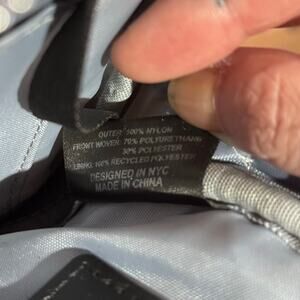 OUTER: 100% NYLON
FRONT WOVEN: 70% POLYURETHANE
30% POLYESTER
LINING: 100% RECYCLED POLYESTER
DESIGNED IN NYC
MADE IN CHINA